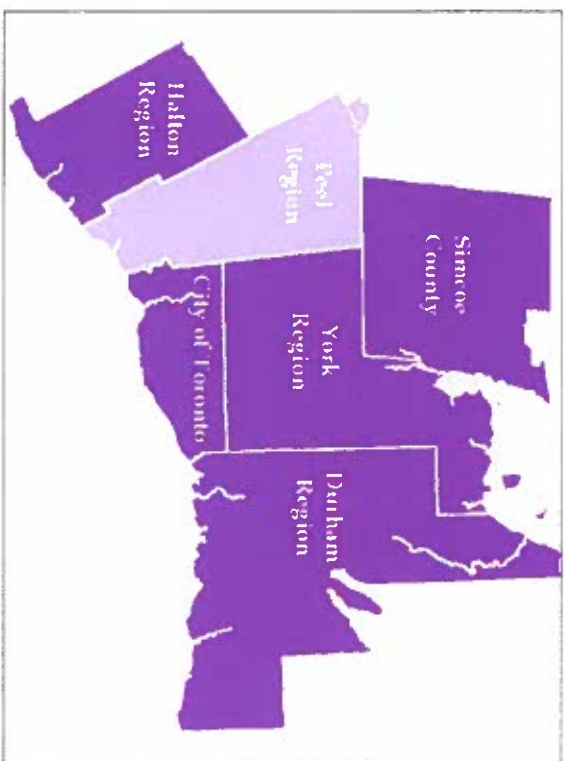 Halton
Region
Peel
Region
Simcoe
County
York
Region
City of Toronto
Durham
Region